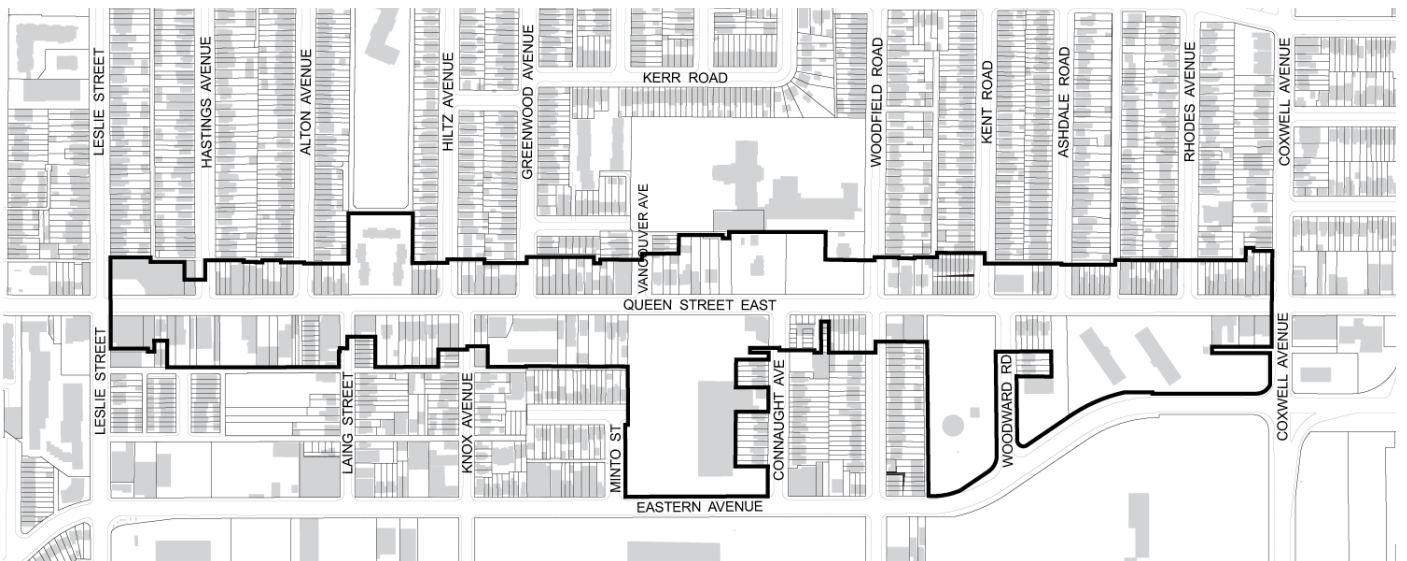 KERR ROAD
LESLIE STREET
HASTINGS AVENUE
ALTON AVENUE
HILTZ AVENUE
GREENWOOD AVENUE
WOODFIELD ROAD
KENT ROAD
ASHDALE ROAD
RHODES AVENUE
COXWELL AVENUE
VANCOUVER AVE
QUEEN STREET EAST
LESLIE STREET
LAING STREET
KNOX AVENUE
MINTO ST
CONNAUGHT AVE
WOODWARD RD
COXWELL AVENUE
EASTERN AVENUE